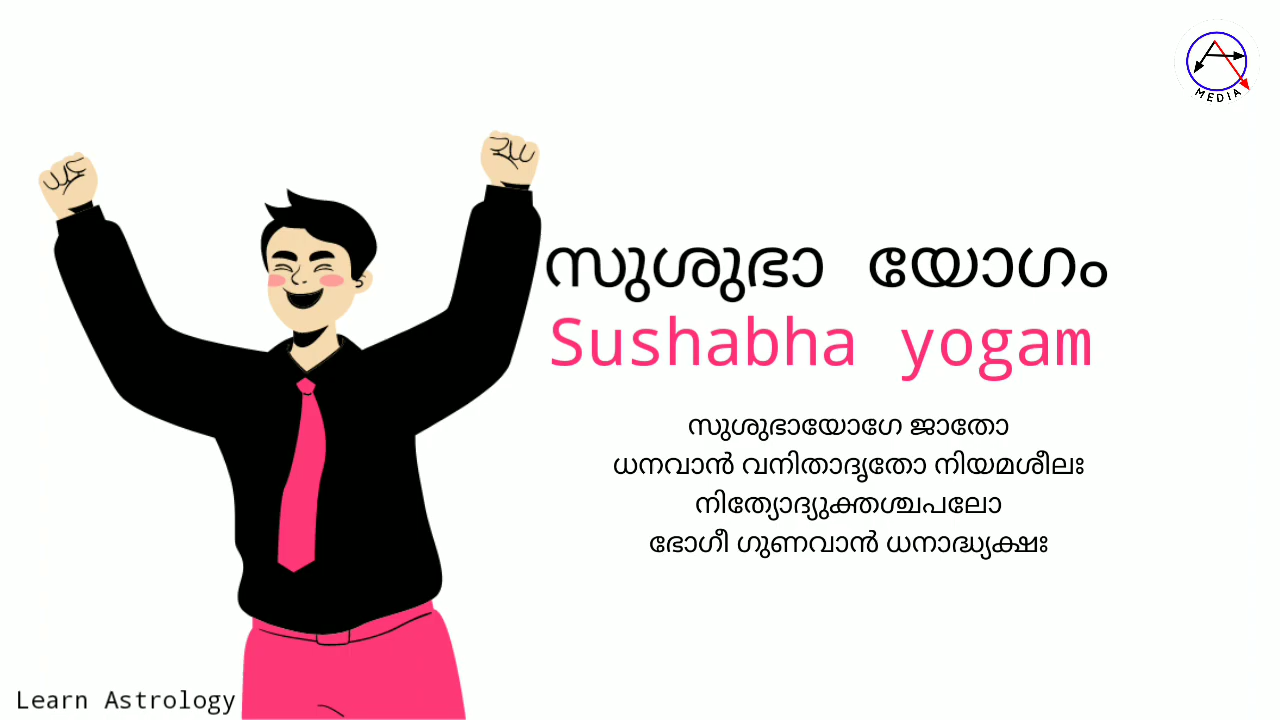 MEDIA
സുശുഭാ യോഗം
Sushabha yogam
സുശുഭായോഗേ ജാതോ
ധനവാൻ വനിതാദൃതോ നിയമശീലഃ
നിത്യോദ്യുക്തശ്ചപലോ
ഭോഗീ ഗുണവാൻ ധനാദ്ധ്യക്ഷഃ
Learn Astrology